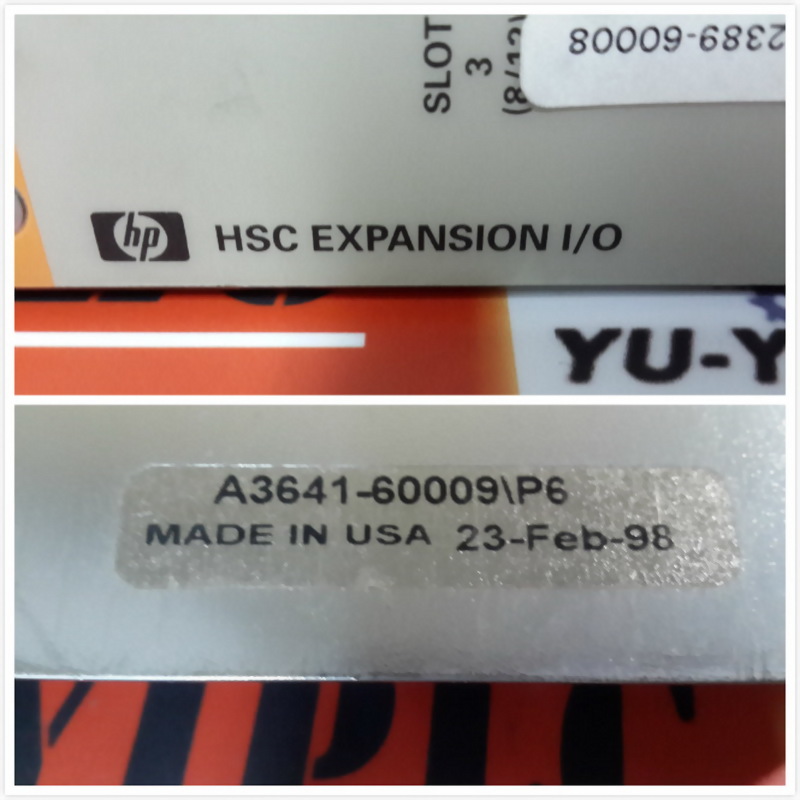 SLOT
3
2389-60008
hp HSC EXPANSION I/O
YU-Y
A3641-60009\P6
MADE IN USA 23-Feb-98